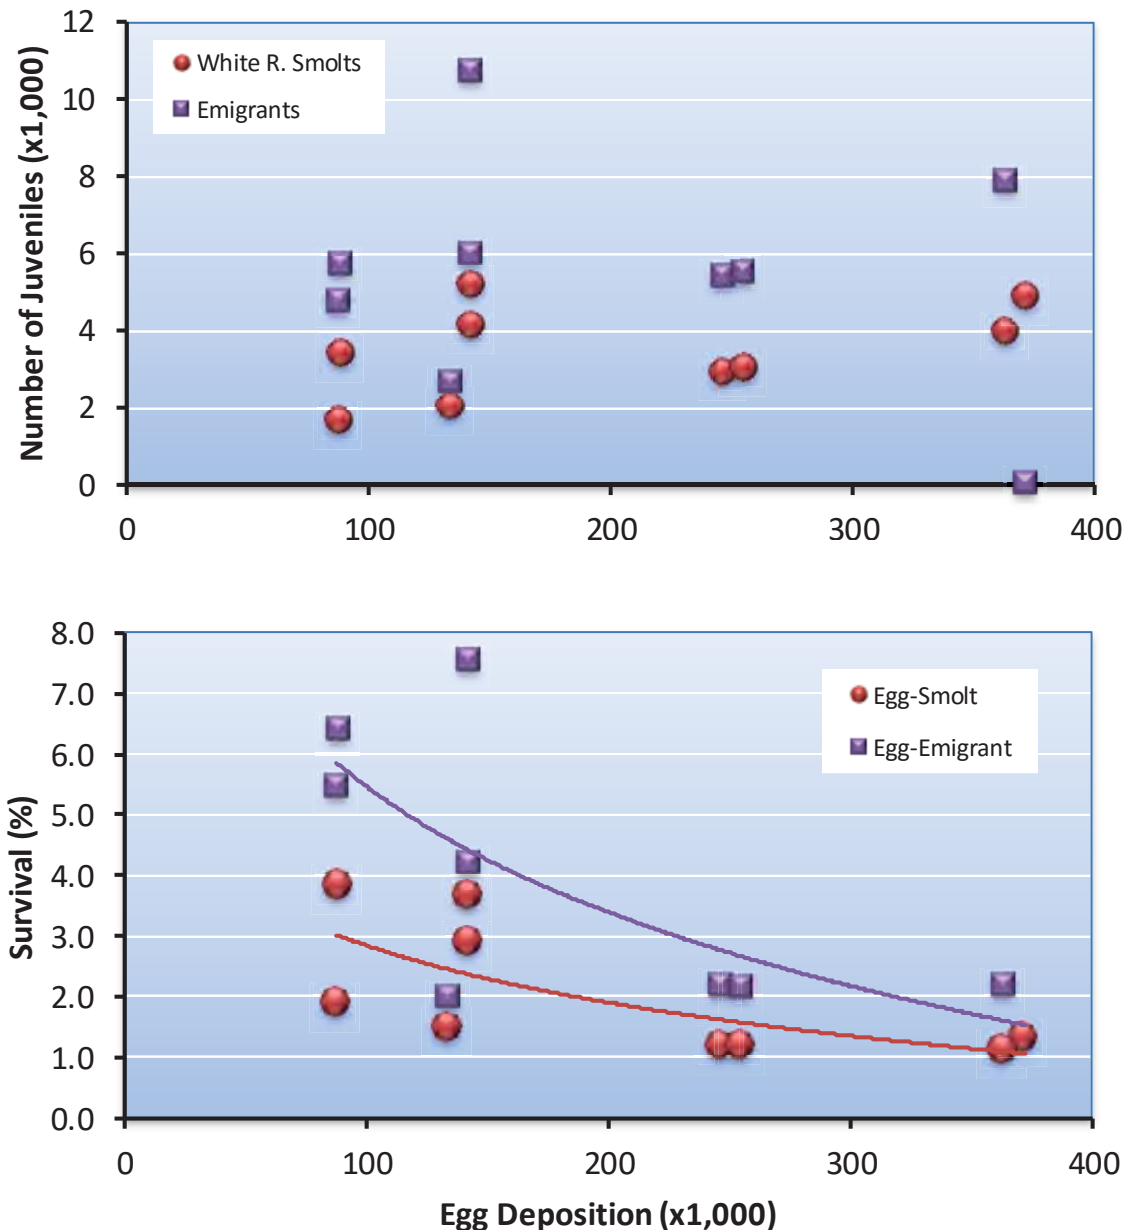 Number of Juveniles (x1,000)
12
10
8
6
4
2
0
White R. Smolts
Emigrants
0 100 200 300 400
Survival (%)
8.0
7.0
6.0
5.0
4.0
3.0
2.0
1.0
0.0
Egg-Smolt
Egg-Emigrant
0 100 200 300 400
Egg Deposition (x1,000)